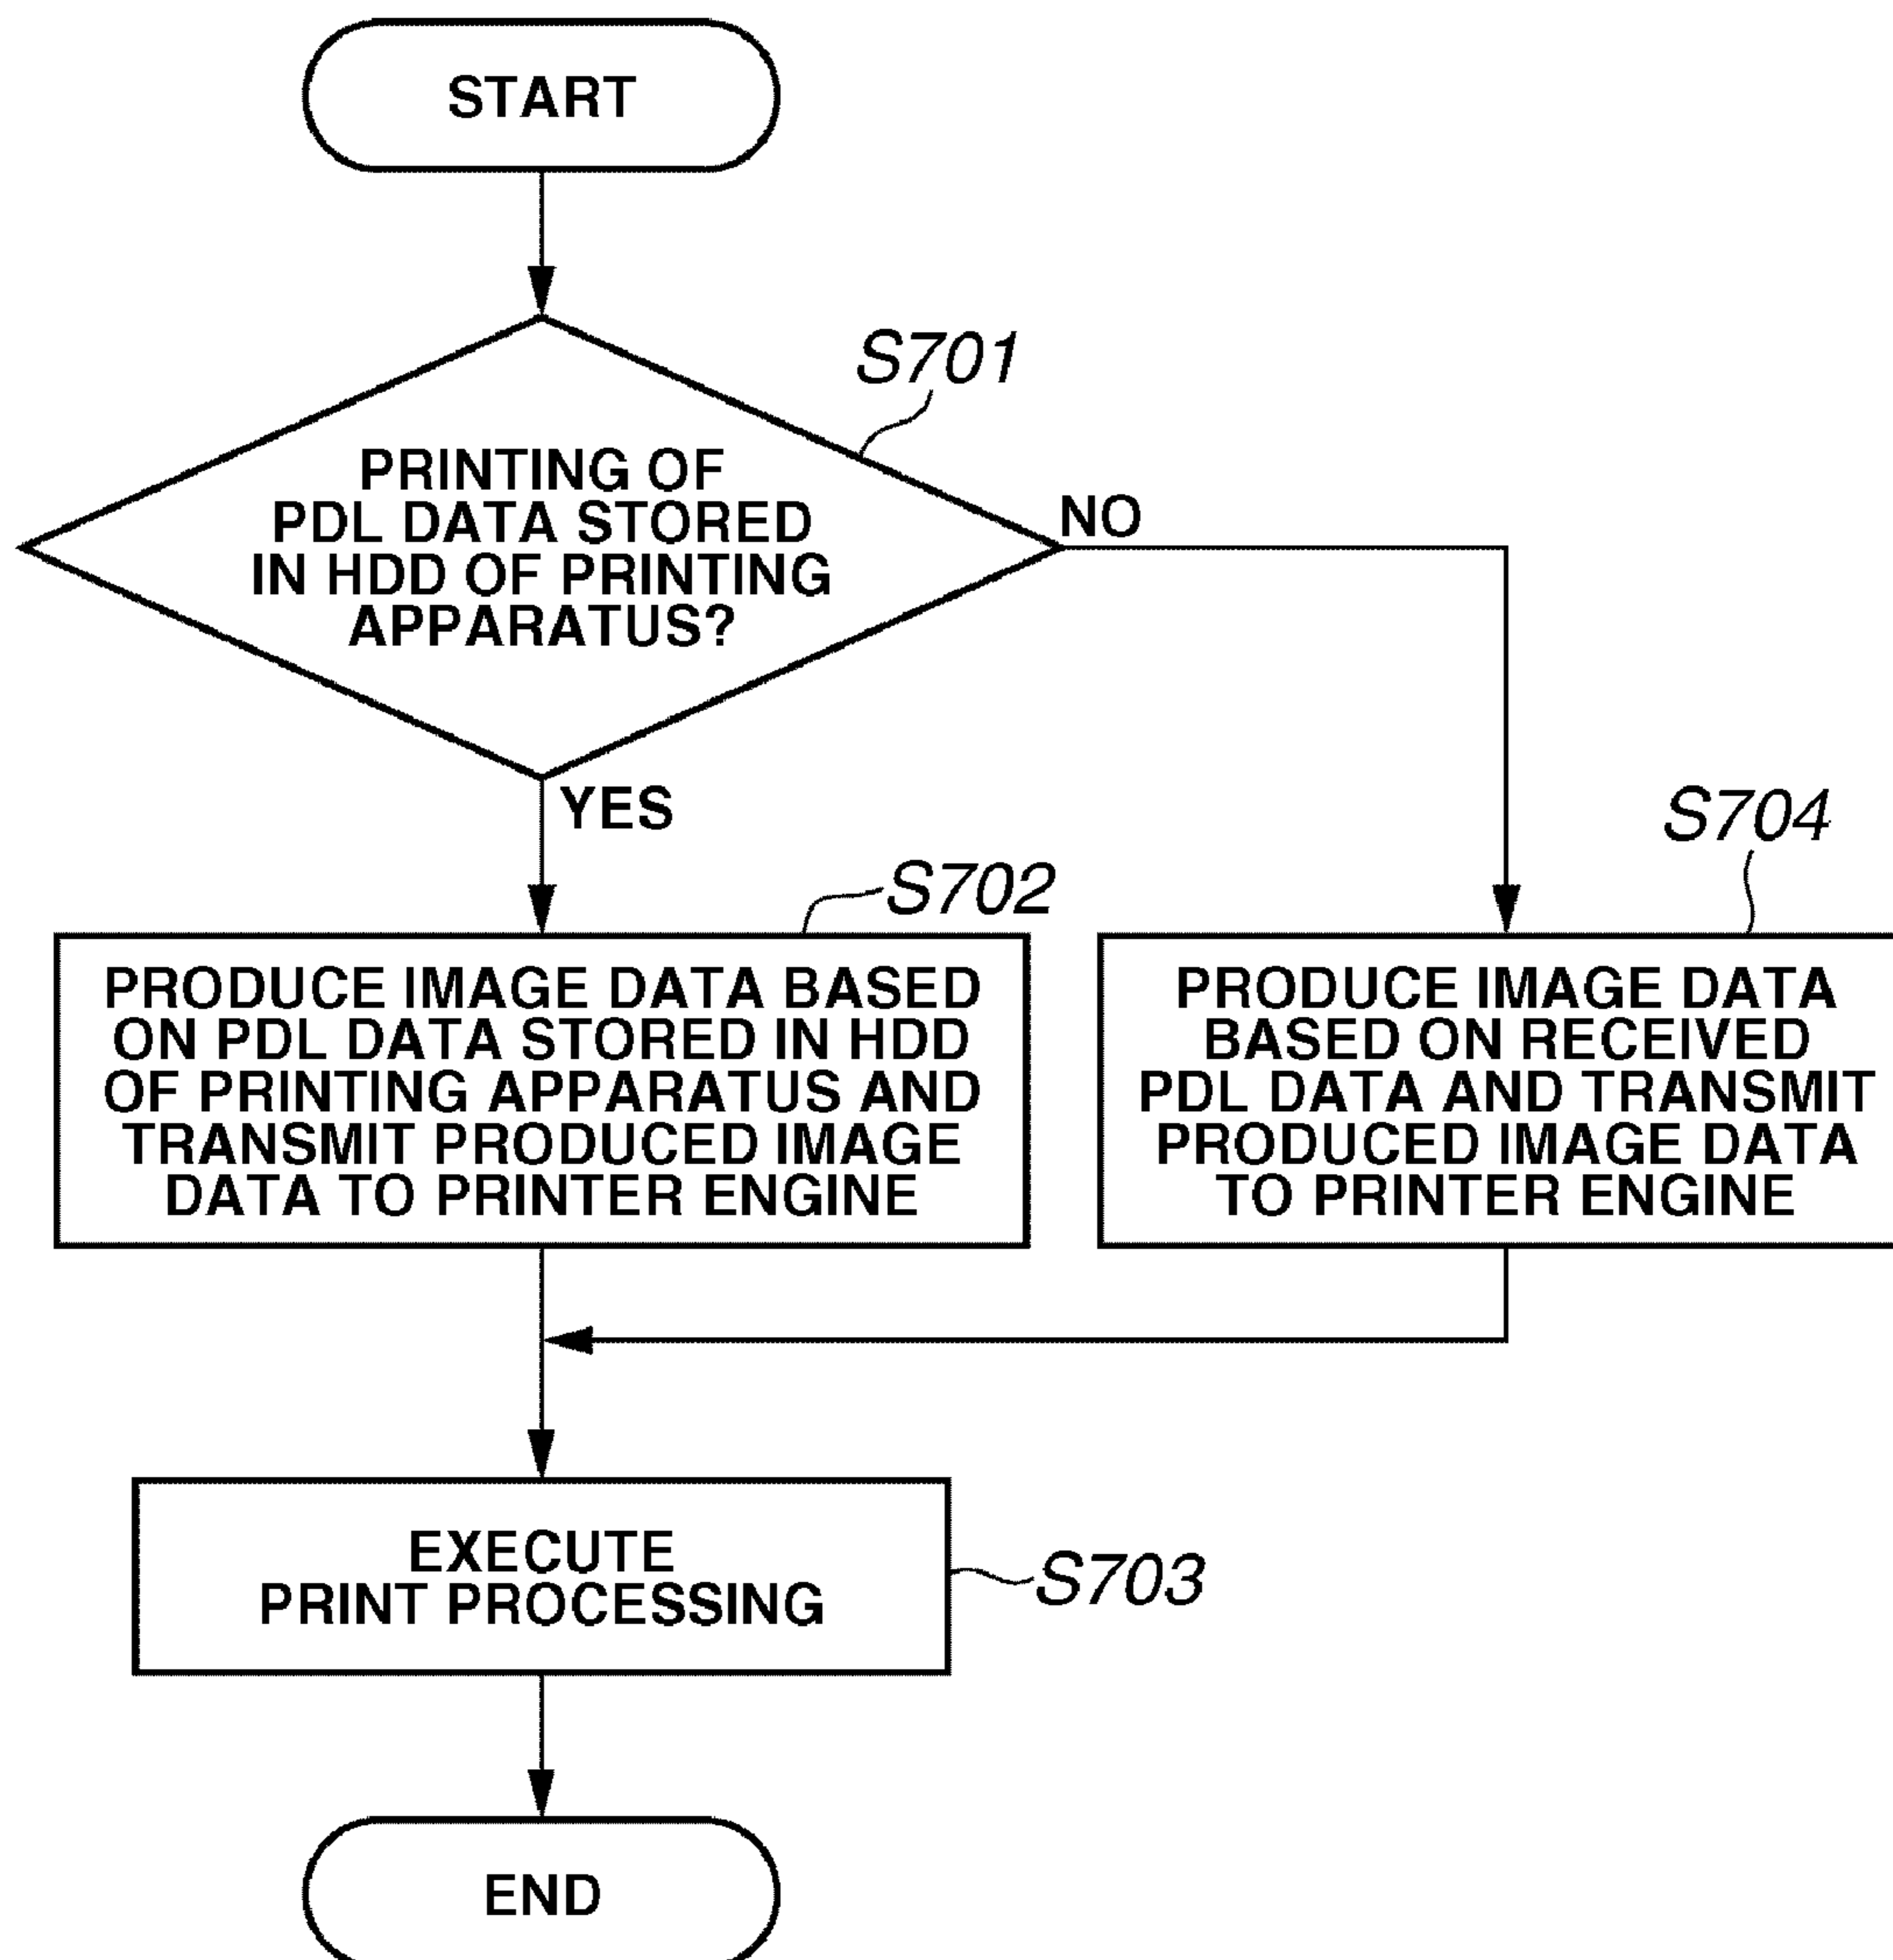 START
S701
PRINTING OF
PDL DATA STORED
IN HDD OF PRINTING
APPARATUS?
NO
YES
S702
PRODUCE IMAGE DATA BASED
ON PDL DATA STORED IN HDD
OF PRINTING APPARATUS AND
TRANSMIT PRODUCED IMAGE
DATA TO PRINTER ENGINE
S704
PRODUCE IMAGE DATA
BASED ON RECEIVED
PDL DATA AND TRANSMIT
PRODUCED IMAGE DATA
TO PRINTER ENGINE
EXECUTE
PRINT PROCESSING
S703
END